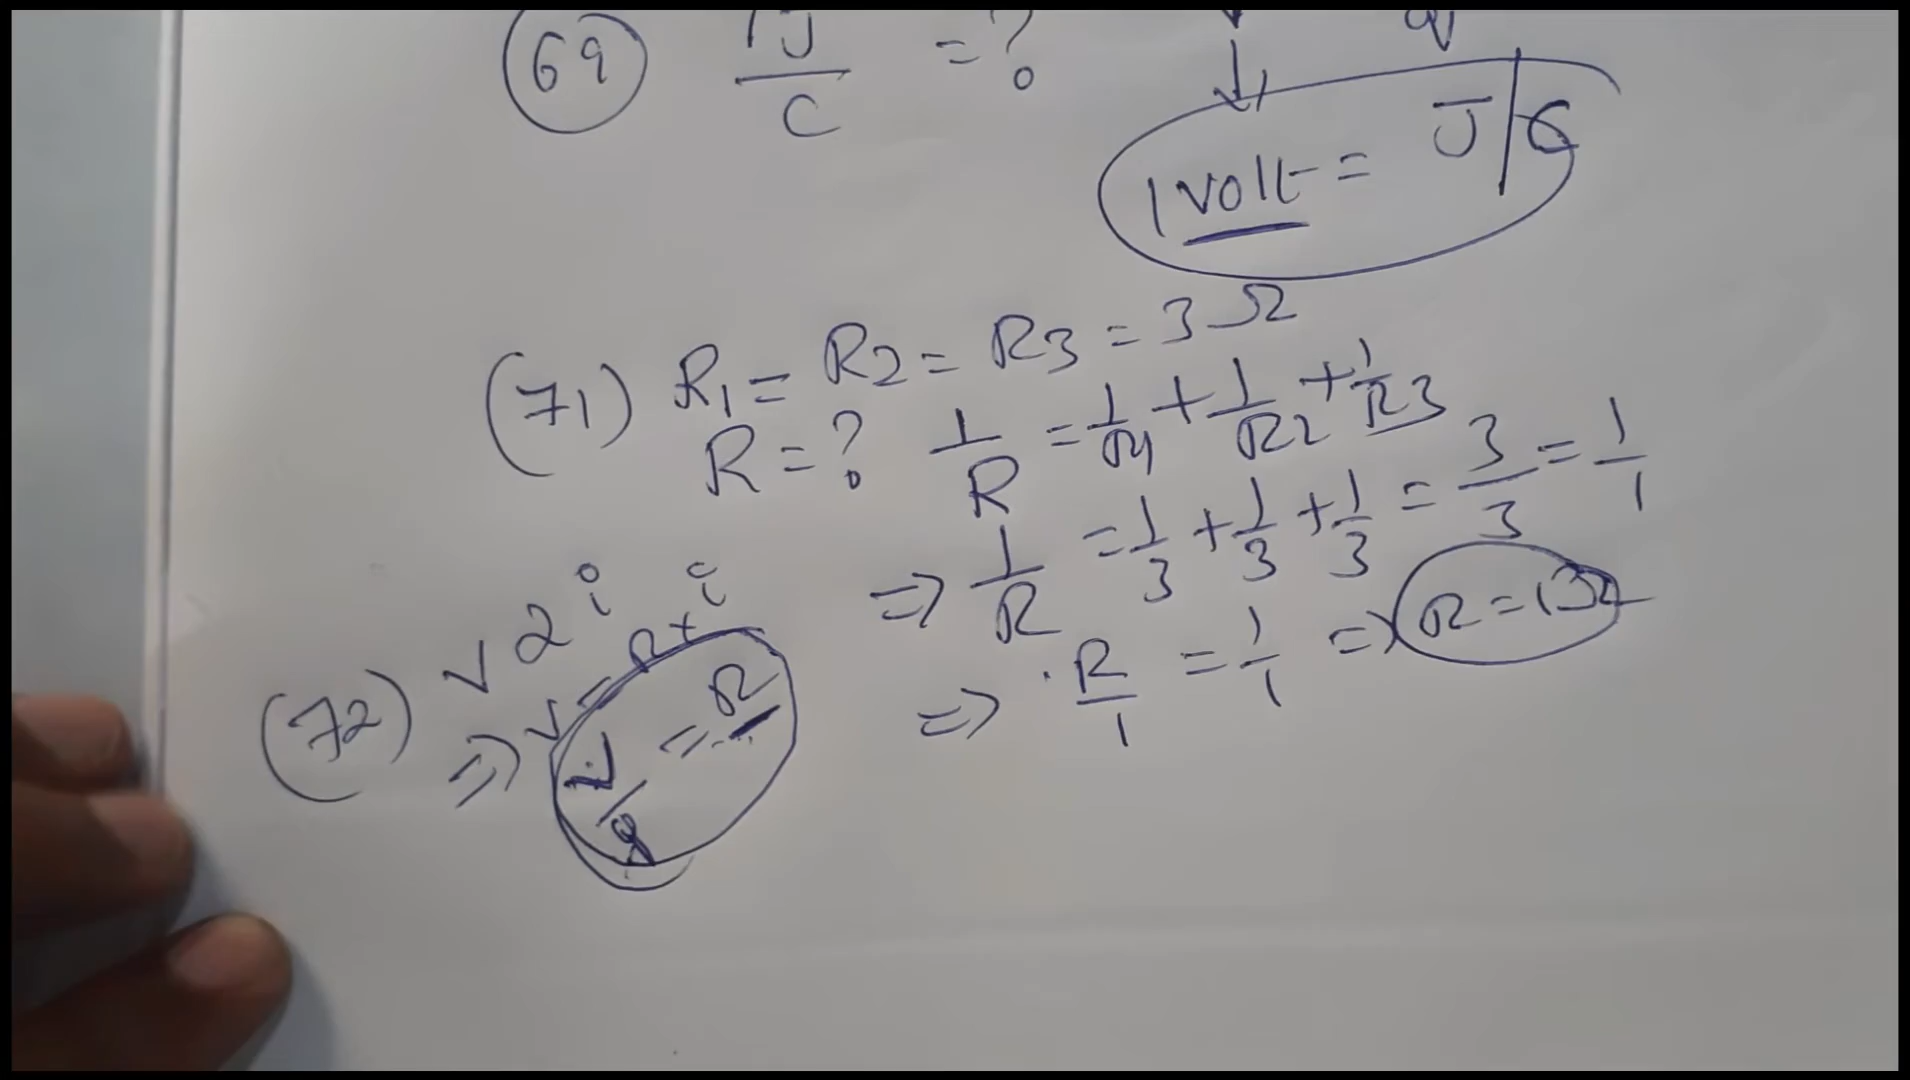 (69) 1J/C = ?
1 volt = J/C
(71) R1 = R2 = R3 = 3Ω
R = ? 1/R = 1/R1 + 1/R2 + 1/R3
⇒ 1/R = 1/3 + 1/3 + 1/3 = 3/3 = 1/1
⇒ R/1 = 1/1 ⇒ R = 1Ω
(72) V α i
⇒ V = R × i
V/i = R